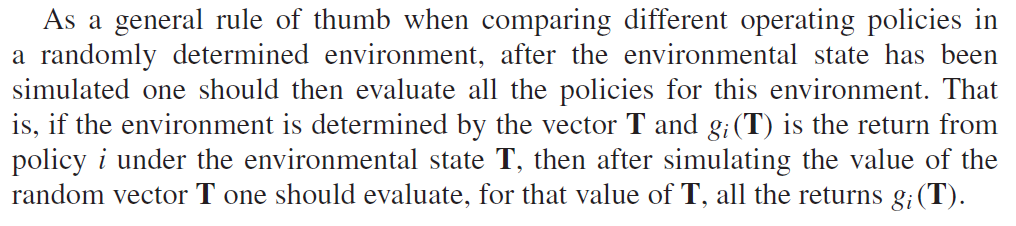 As a general rule of thumb when comparing different operating policies in
a randomly determined environment, after the environmental state has been
simulated one should then evaluate all the policies for this environment. That
is, if the environment is determined by the vector T and gᵢ(T) is the return from
policy i under the environmental state T, then after simulating the value of the
random vector T one should evaluate, for that value of T, all the returns gᵢ(T).